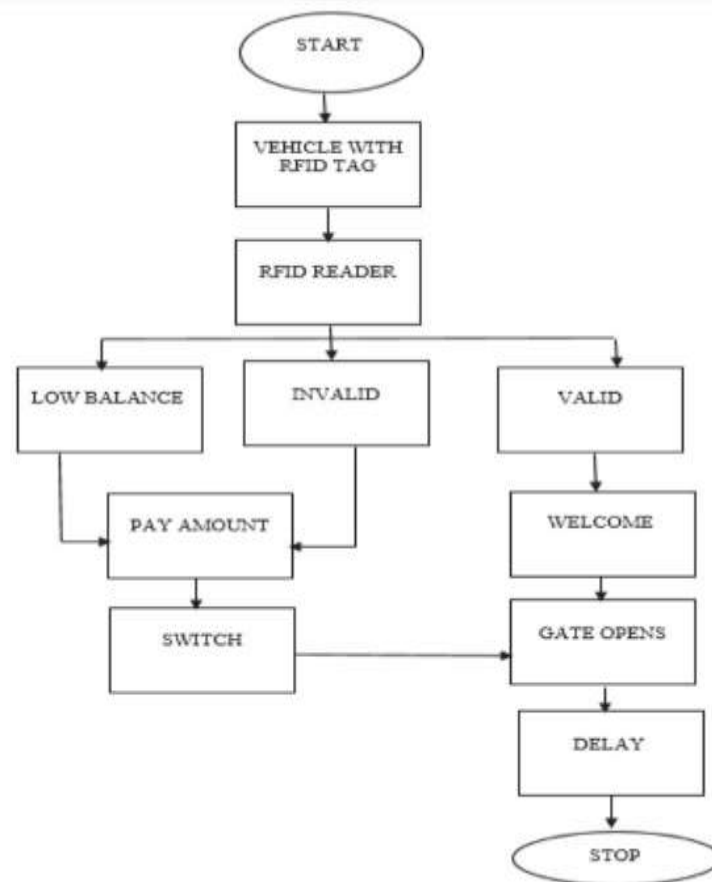 START
VEHICLE WITH
RFID TAG
RFID READER
LOW BALANCE
INVALID
VALID
PAY AMOUNT
WELCOME
SWITCH
GATE OPENS
DELAY
STOP